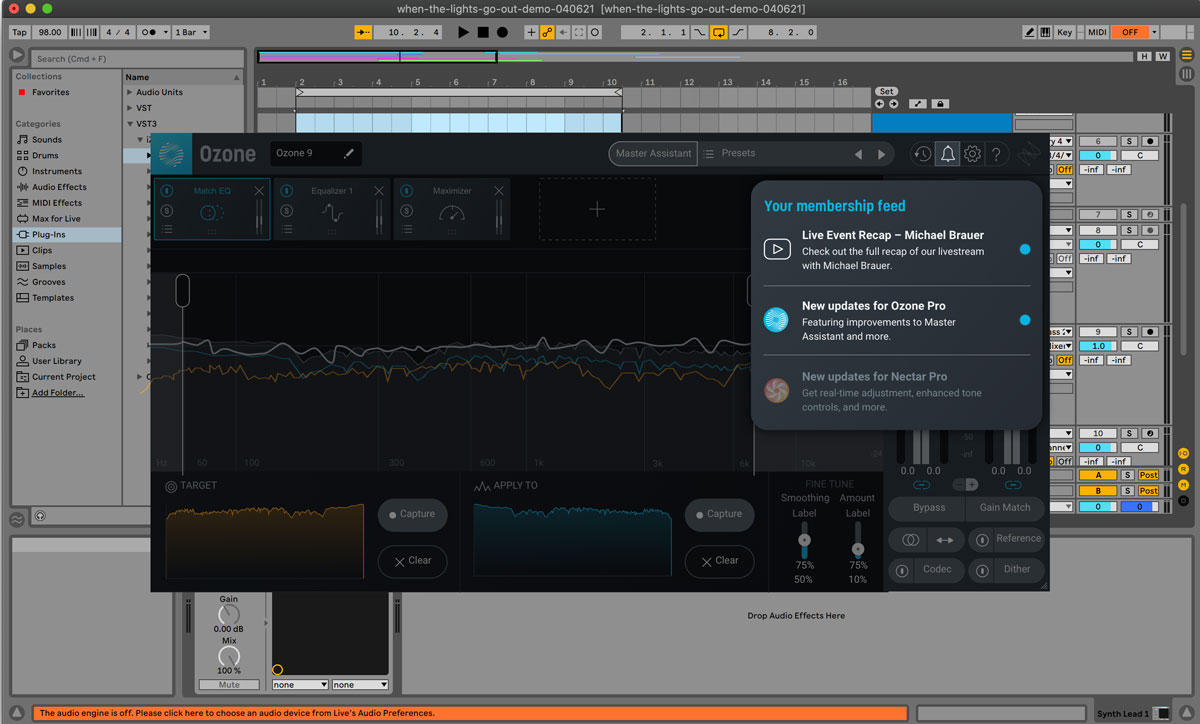 when-the-lights-go-out-demo-040621 [when-the-lights-go-out-demo-040621]
Tap 98.00 4 / 4 1 Bar 10. 2. 4 2. 1. 1 8. 2. 0 Key MIDI OFF
Search (Cmd + F)
H W
Collections
Name
Favorites
Audio Units
VST
VST3
1 2 3 4 5 6 7 8 9 10 11 12 13 14 15 16
Set
Categories
Sounds
Drums
Instruments
Audio Effects
MIDI Effects
Max for Live
Plug-Ins
Clips
Samples
Grooves
Templates
Places
Packs
User Library
Current Project
Add Folder...
Ozone
Ozone 9
Master Assistant
Presets
?
Match EQ
Equalizer 1
Maximizer
S
S
S
+
Your membership feed
Live Event Recap – Michael Brauer
Check out the full recap of our livestream
with Michael Brauer.
New updates for Ozone Pro
Featuring improvements to Master
Assistant and more.
New updates for Nectar Pro
Get real-time adjustment, enhanced tone
controls, and more.
6 S
0 C
Off -inf -inf
7 S
8 S
0 C
Off -inf -inf
9 S
1.0 C
Off -inf -inf
10 S
0 C
Off -inf -inf
A S Post
B S Post
0 0
Hz 60 100 300 600 1k 3k 6k 10k
-24
-50
-inf
0.0 0.0 0.0 0.0
TARGET
Capture
Clear
APPLY TO
Capture
Clear
FINE TUNE
Smoothing Amount
Label Label
75% 75%
50% 10%
Bypass
Gain Match
Reference
Codec
Dither
Gain
0.00 dB
Mix
100 %
Mute
none
none
Drop Audio Effects Here
The audio engine is off. Please click here to choose an audio device from Live's Audio Preferences.
Synth Lead 1